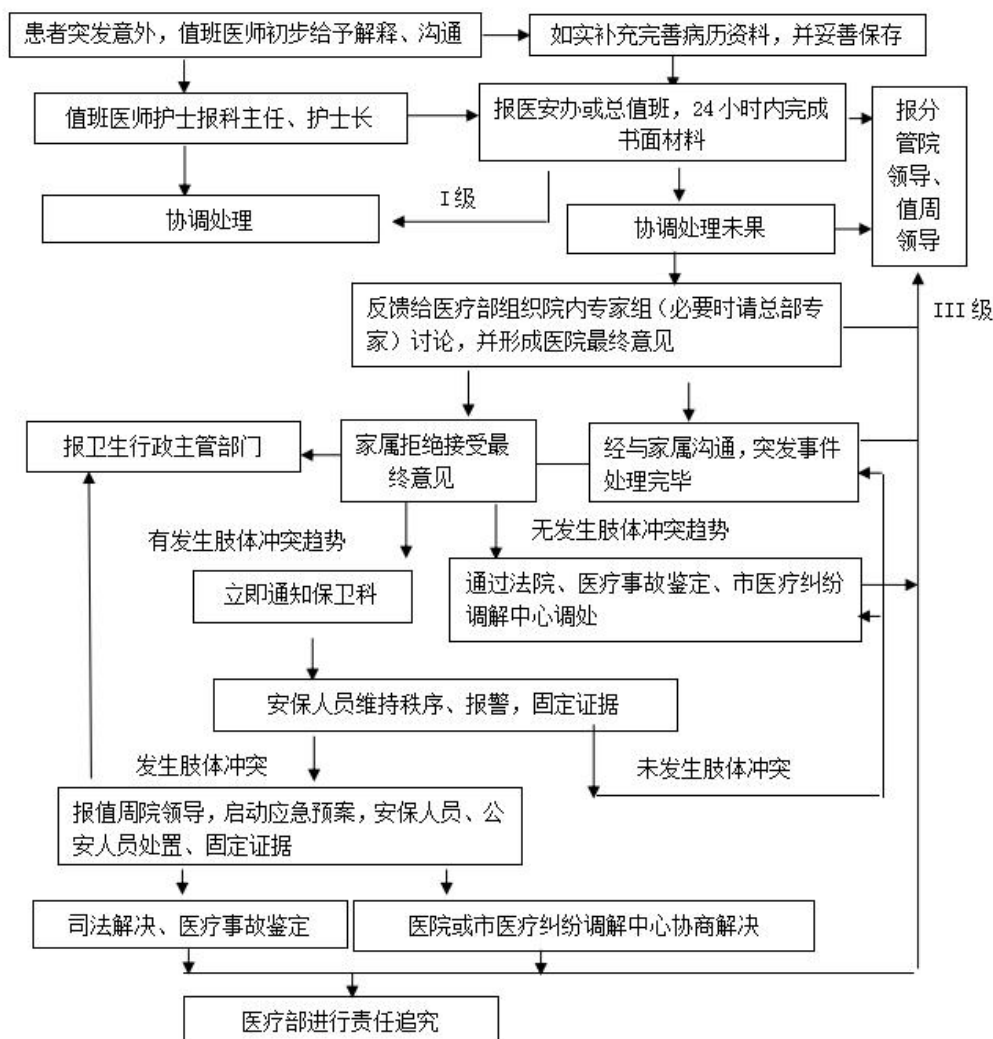 患者突发意外，值班医师初步给予解释、沟通
如实补充完善病历资料，并妥善保存
值班医师护士报科主任、护士长
报医安办或总值班，24小时内完成
书面材料
报分
管院
领导、
值周
领导
I级
协调处理
协调处理未果
反馈给医疗部组织院内专家组（必要时请总部专
家）讨论，并形成医院最终意见
III级
报卫生行政主管部门
家属拒绝接受最
终意见
经与家属沟通，突发事件
处理完毕
有发生肢体冲突趋势
无发生肢体冲突趋势
立即通知保卫科
通过法院、医疗事故鉴定、市医疗纠纷
调解中心调处
安保人员维持秩序、报警，固定证据
发生肢体冲突
未发生肢体冲突
报值周院领导，启动应急预案，安保人员、公
安人员处置、固定证据
司法解决、医疗事故鉴定
医院或市医疗纠纷调解中心协商解决
医疗部进行责任追究